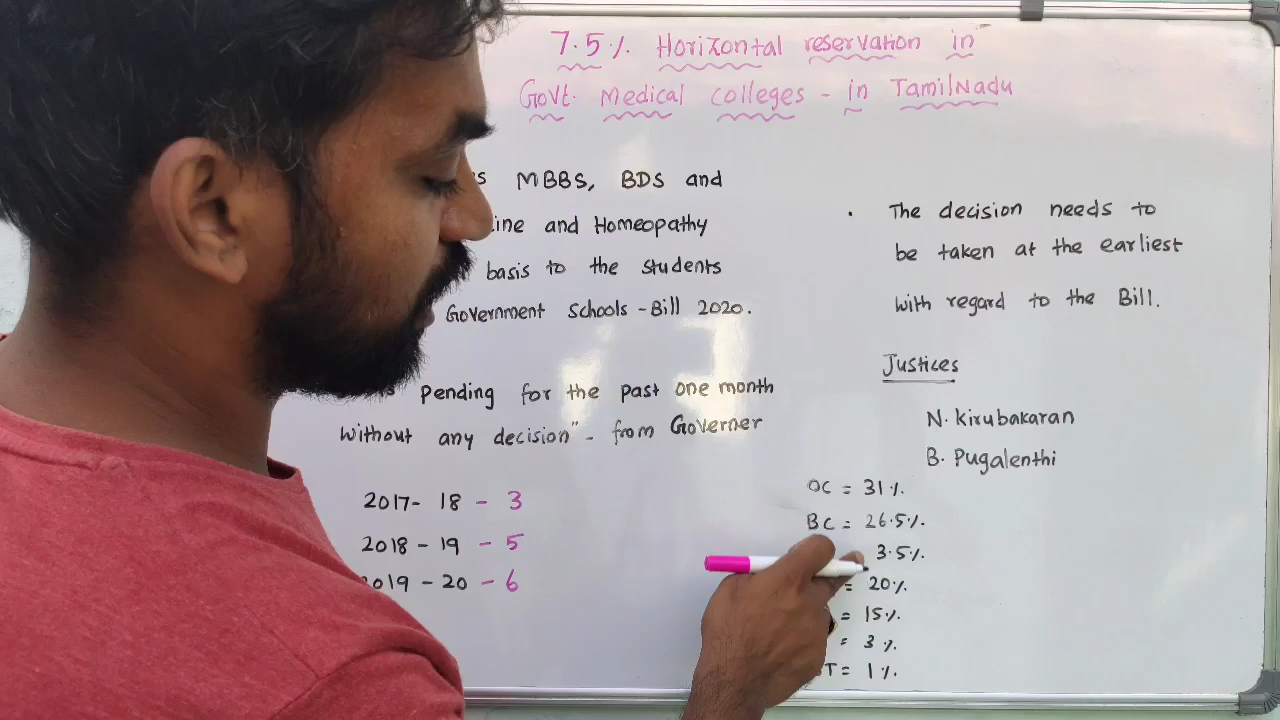 7.5% Horizontal reservation in
Govt. Medical colleges - in TamilNadu
MBBS, BDS and
and Homeopathy
basis to the students
Government Schools - Bill 2020.
pending for the past one month
Without any decision" - from Governer
2017 - 18 - 3
2018 - 19 - 5
2019 - 20 - 6
. The decision needs to
be taken at the earliest
with regard to the Bill.
Justices
N. Kirubakaran
B. Pugalenthi
OC = 31%
BC = 26.5%
3.5%
= 20%
= 15%
= 3%
= 1%